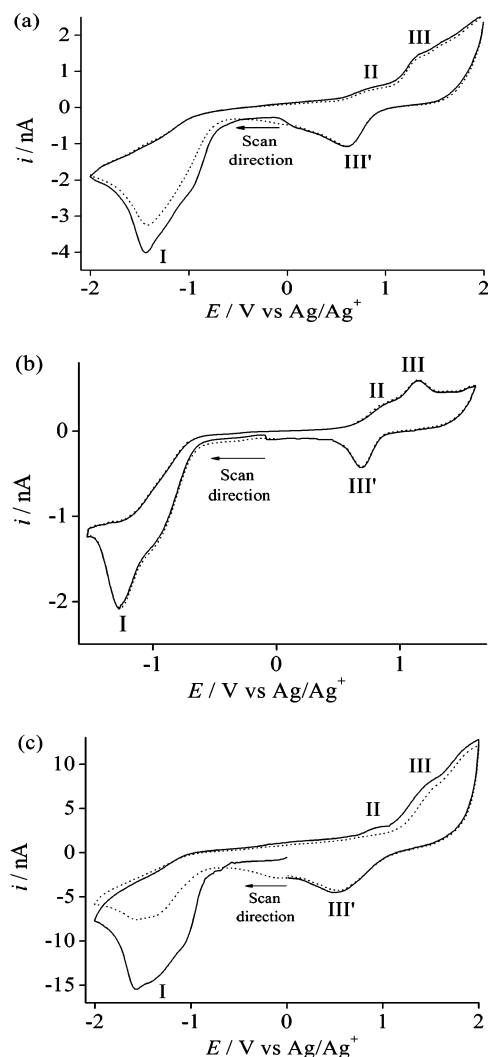 (a)
2
1
0
-1
-2
-3
-4
i / nA
II
III
III'
I
Scan
direction
-2
-1
0
1
2
E / V vs Ag/Ag+
(b)
0
-1
-2
i / nA
II
III
III'
I
Scan
direction
-1
0
1
E / V vs Ag/Ag+
(c)
10
5
0
-5
-10
-15
i / nA
II
III
III'
I
Scan
direction
-2
-1
0
1
2
E / V vs Ag/Ag+